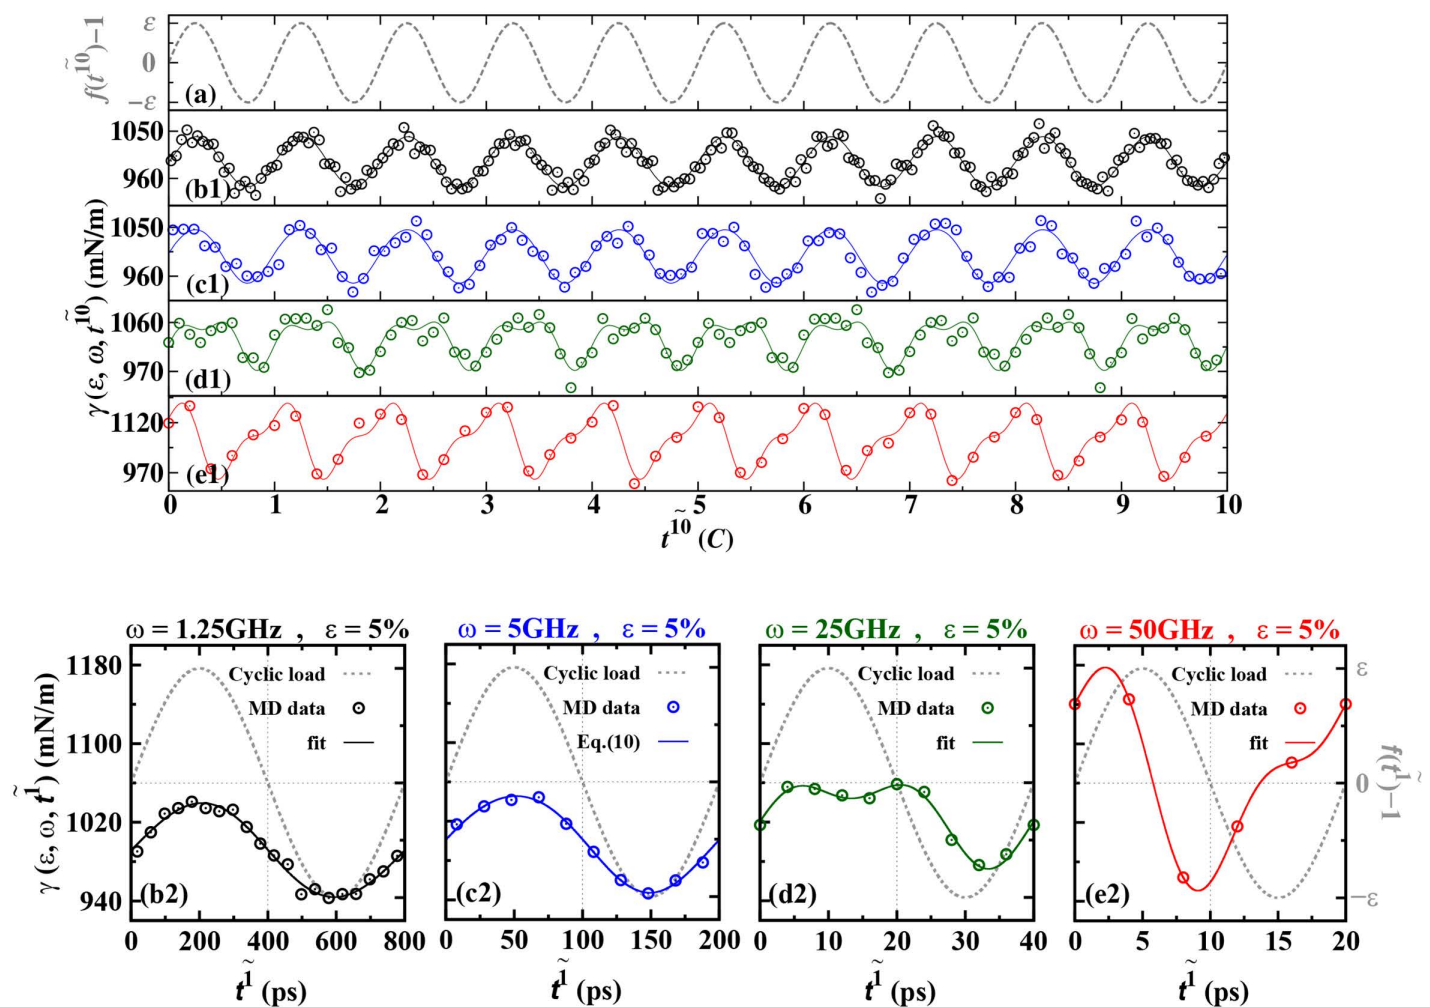 f(t̃¹⁰)−1
ε
0
−ε
(a)
γ (ε, ω, t̃¹⁰) (mN/m)
1050
960
(b1)
1050
960
(c1)
1060
970
(d1)
1120
970
(e1)
0 1 2 3 4 5 6 7 8 9 10
t̃¹⁰ (C)
ω = 1.25GHz , ε = 5%
γ (ε, ω, t̃¹) (mN/m)
1180
1100
1020
940
Cyclic load
MD data
fit
(b2)
0 200 400 600 800
t̃¹ (ps)
ω = 5GHz , ε = 5%
Cyclic load
MD data
Eq.(10)
(c2)
0 50 100 150 200
t̃¹ (ps)
ω = 25GHz , ε = 5%
Cyclic load
MD data
fit
(d2)
0 10 20 30 40
t̃¹ (ps)
ω = 50GHz , ε = 5%
Cyclic load
MD data
fit
(e2)
0 5 10 15 20
t̃¹ (ps)
ε
0
−ε
f(t̃¹)−1